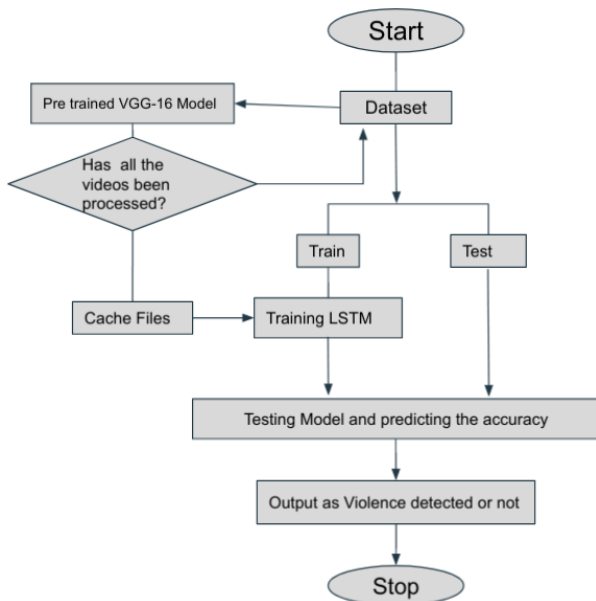 Start
Pre trained VGG-16 Model
Dataset
Has all the
videos been
processed?
Train
Test
Cache Files
Training LSTM
Testing Model and predicting the accuracy
Output as Violence detected or not
Stop